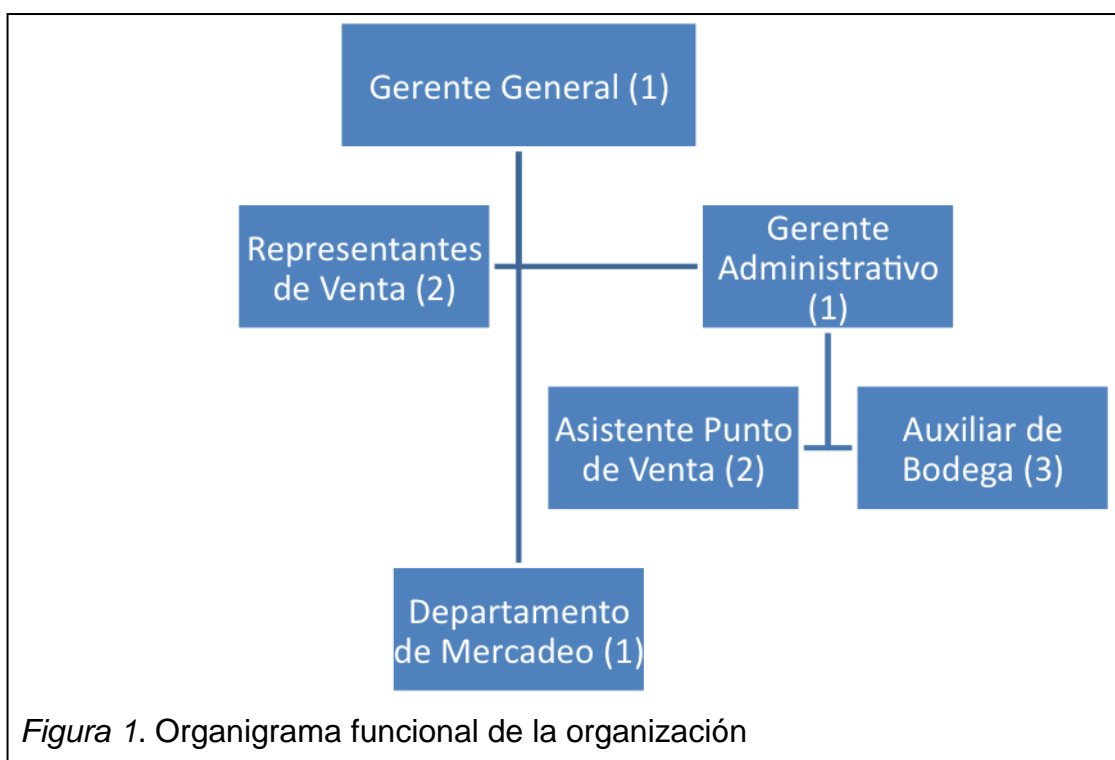 Gerente General (1)
Representantes
de Venta (2)
Gerente
Administrativo
(1)
Asistente Punto
de Venta (2)
Auxiliar de
Bodega (3)
Departamento
de Mercadeo (1)
Figura 1. Organigrama funcional de la organización